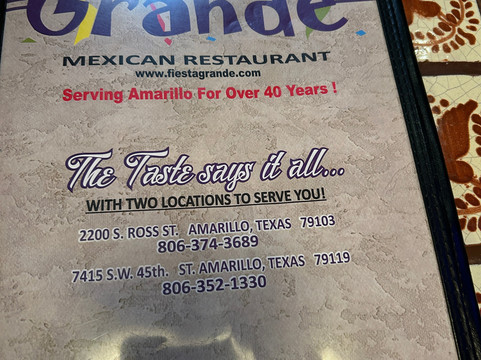 Grande
MEXICAN RESTAURANT
www.fiestagrande.com
Serving Amarillo For Over 40 Years !
The Taste says it all...
WITH TWO LOCATIONS TO SERVE YOU!
2200 S. ROSS ST. AMARILLO, TEXAS 79103
806-374-3689
7415 S.W. 45th. ST. AMARILLO, TEXAS 79119
806-352-1330